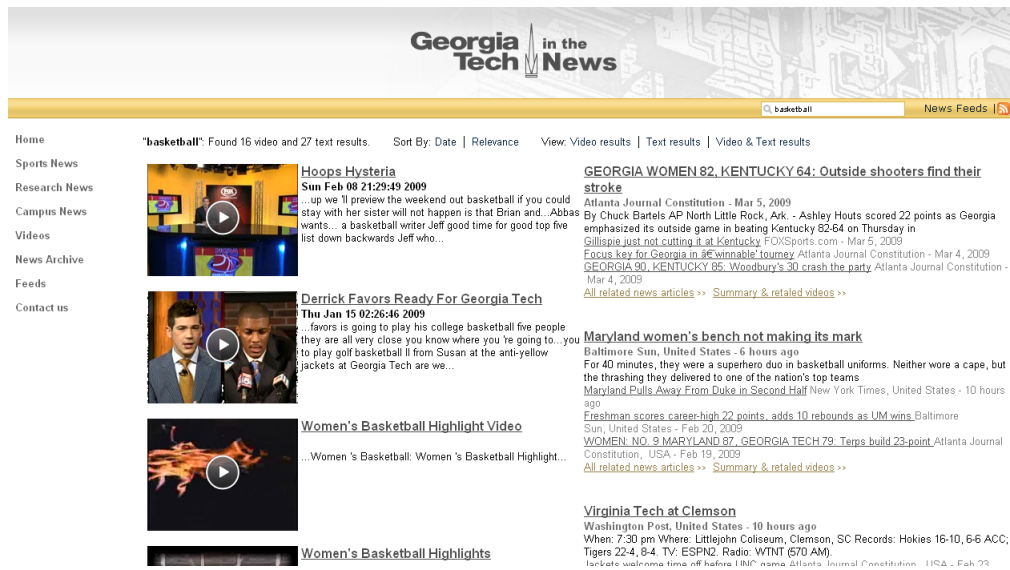 Georgia Tech in the News
basketball
News Feeds |
Home
Sports News
Research News
Campus News
Videos
News Archive
Feeds
Contact us
"basketball": Found 16 video and 27 text results. Sort By: Date | Relevance View: Video results | Text results | Video & Text results
Hoops Hysteria
Sun Feb 08 21:29:49 2009
...up we 'll preview the weekend out basketball if you could
stay with her sister will not happen is that Brian and...Abbas
wants... a basketball writer Jeff good time for good top five
list down backwards Jeff who...
Derrick Favors Ready For Georgia Tech
Thu Jan 15 02:26:46 2009
...favors is going to play his college basketball five people
they are all very close you know where you 're going to...you
to play golf basketball II from Susan at the anti-yellow
jackets at Georgia Tech are we...
Women's Basketball Highlight Video
...Women 's Basketball: Women 's Basketball Highlight...
Women's Basketball Highlights
GEORGIA WOMEN 82, KENTUCKY 64: Outside shooters find their
stroke
Atlanta Journal Constitution - Mar 5, 2009
By Chuck Bartels AP North Little Rock, Ark. - Ashley Houts scored 22 points as Georgia
emphasized its outside game in beating Kentucky 82-64 on Thursday in
Gillispie just not cutting it at Kentucky FOXSports.com - Mar 5, 2009
Focus key for Georgia in â€˜winnable' tourney Atlanta Journal Constitution - Mar 4, 2009
GEORGIA 90, KENTUCKY 85: Woodbury's 30 crash the party Atlanta Journal Constitution -
Mar 4, 2009
All related news articles >> Summary & retaled videos >>
Maryland women's bench not making its mark
Baltimore Sun, United States - 6 hours ago
For 40 minutes, they were a superhero duo in basketball uniforms. Neither wore a cape, but
the thrashing they delivered to one of the nation's top teams
Maryland Pulls Away From Duke in Second Half New York Times, United States - 10 hours
ago
Freshman scores career-high 22 points, adds 10 rebounds as UM wins Baltimore
Sun, United States - Feb 20, 2009
WOMEN: NO. 9 MARYLAND 87, GEORGIA TECH 79: Terps build 23-point Atlanta Journal
Constitution, USA - Feb 19, 2009
All related news articles >> Summary & retaled videos >>
Virginia Tech at Clemson
Washington Post, United States - 10 hours ago
When: 7:30 pm Where: Littlejohn Coliseum, Clemson, SC Records: Hokies 16-10, 6-6 ACC;
Tigers 22-4, 8-4. TV: ESPN2. Radio: WTNT (570 AM).
Jackets welcome time off before UNC game Atlanta Journal Constitution, USA - Feb 23,